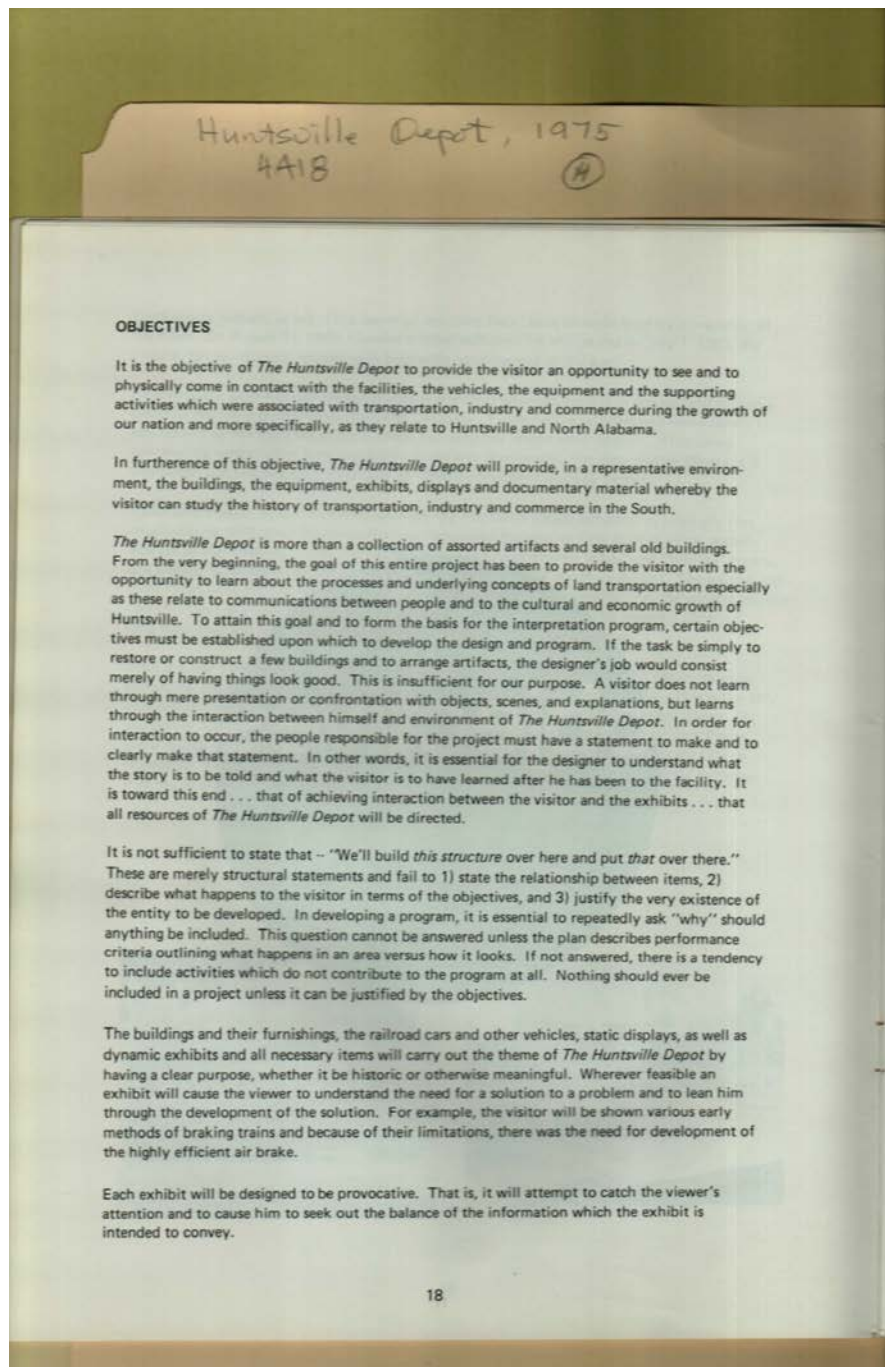 Huntsville Depot, 1975
4418 H
OBJECTIVES
It is the objective of The Huntsville Depot to provide the visitor an opportunity to see and to
physically come in contact with the facilities, the vehicles, the equipment and the supporting
activities which were associated with transportation, industry and commerce during the growth of
our nation and more specifically, as they relate to Huntsville and North Alabama.
In furtherence of this objective, The Huntsville Depot will provide, in a representative environ-
ment, the buildings, the equipment, exhibits, displays and documentary material whereby the
visitor can study the history of transportation, industry and commerce in the South.
The Huntsville Depot is more than a collection of assorted artifacts and several old buildings.
From the very beginning, the goal of this entire project has been to provide the visitor with the
opportunity to learn about the processes and underlying concepts of land transportation especially
as these relate to communications between people and to the cultural and economic growth of
Huntsville. To attain this goal and to form the basis for the interpretation program, certain objec-
tives must be established upon which to develop the design and program. If the task be simply to
restore or construct a few buildings and to arrange artifacts, the designer's job would consist
merely of having things look good. This is insufficient for our purpose. A visitor does not learn
through mere presentation or confrontation with objects, scenes, and explanations, but learns
through the interaction between himself and environment of The Huntsville Depot. In order for
interaction to occur, the people responsible for the project must have a statement to make and to
clearly make that statement. In other words, it is essential for the designer to understand what
the story is to be told and what the visitor is to have learned after he has been to the facility. It
is toward this end . . . that of achieving interaction between the visitor and the exhibits . . . that
all resources of The Huntsville Depot will be directed.
It is not sufficient to state that -- "We'll build this structure over here and put that over there."
These are merely structural statements and fail to 1) state the relationship between items, 2)
describe what happens to the visitor in terms of the objectives, and 3) justify the very existence of
the entity to be developed. In developing a program, it is essential to repeatedly ask "why" should
anything be included. This question cannot be answered unless the plan describes performance
criteria outlining what happens in an area versus how it looks. If not answered, there is a tendency
to include activities which do not contribute to the program at all. Nothing should ever be
included in a project unless it can be justified by the objectives.
The buildings and their furnishings, the railroad cars and other vehicles, static displays, as well as
dynamic exhibits and all necessary items will carry out the theme of The Huntsville Depot by
having a clear purpose, whether it be historic or otherwise meaningful. Wherever feasible an
exhibit will cause the viewer to understand the need for a solution to a problem and to lean him
through the development of the solution. For example, the visitor will be shown various early
methods of braking trains and because of their limitations, there was the need for development of
the highly efficient air brake.
Each exhibit will be designed to be provocative. That is, it will attempt to catch the viewer's
attention and to cause him to seek out the balance of the information which the exhibit is
intended to convey.
18